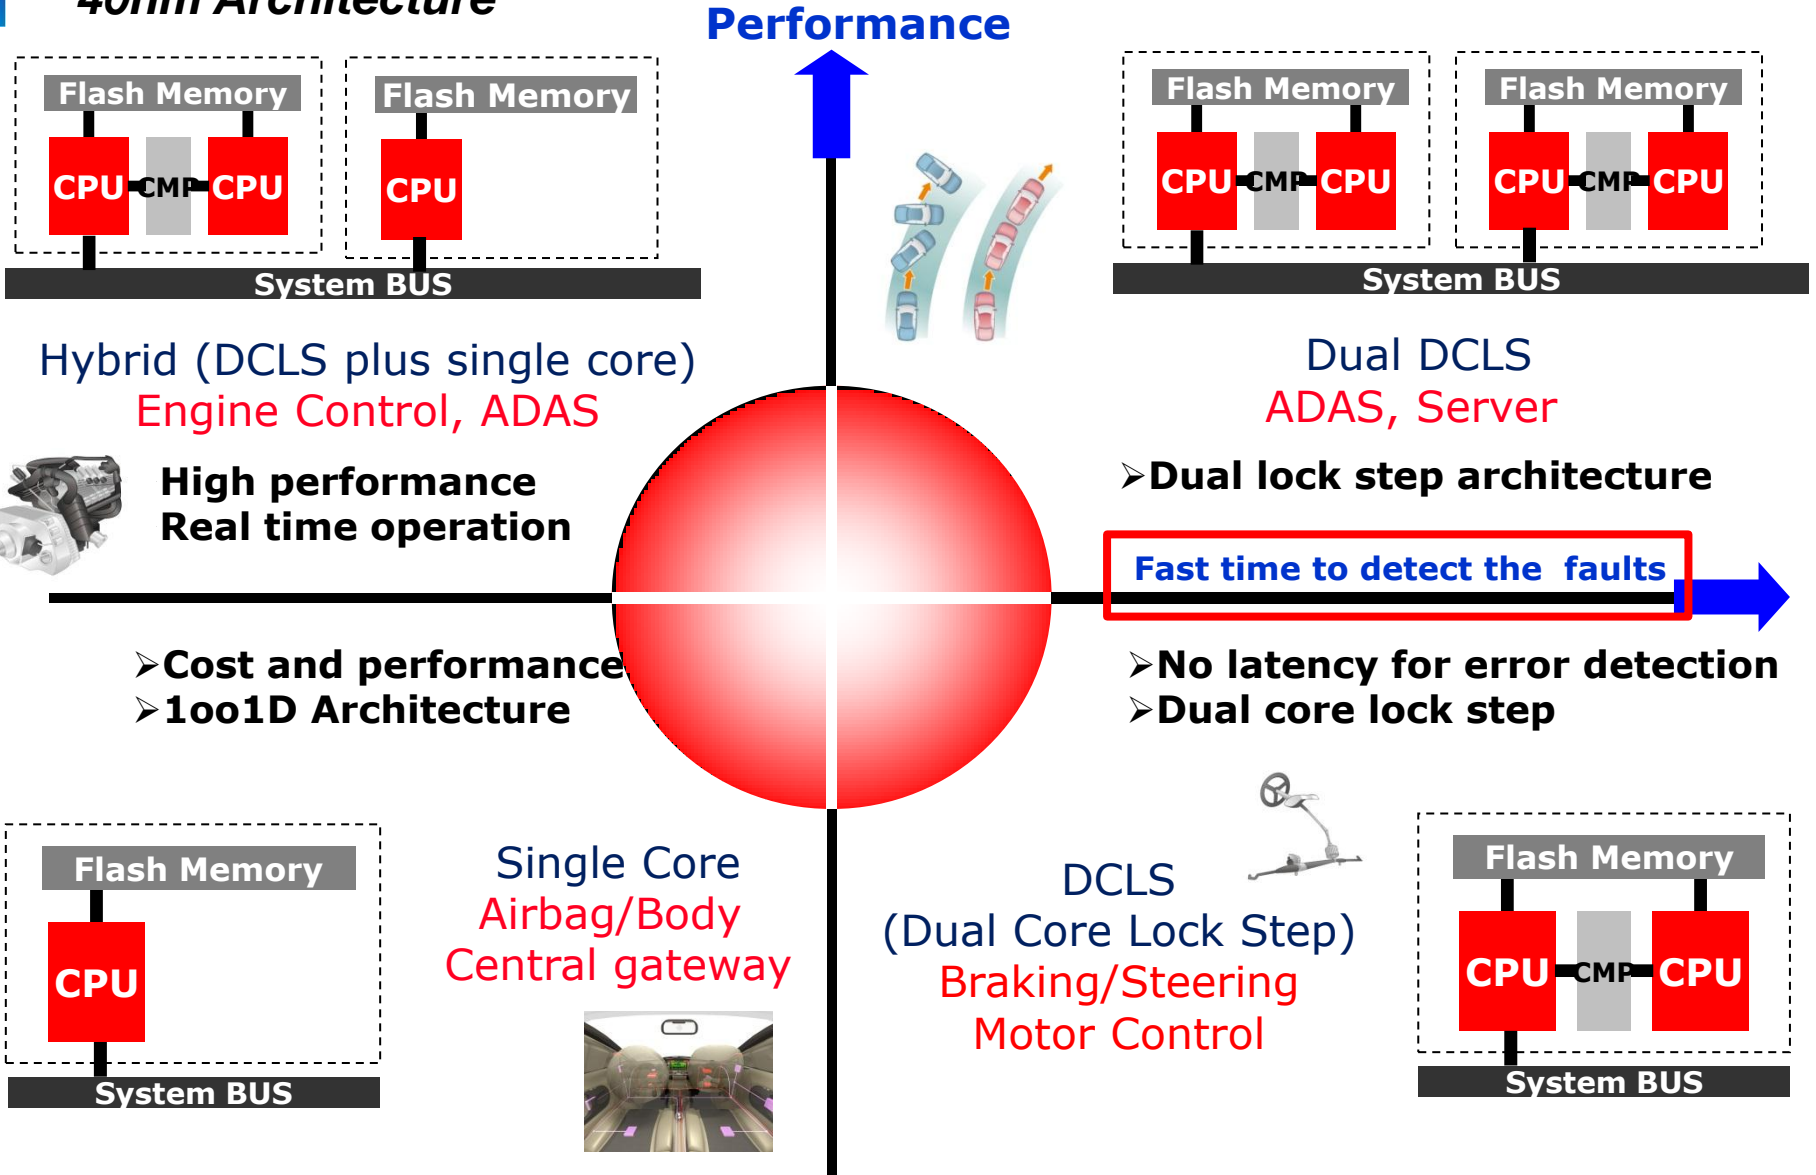 40nm Architecture
Performance
Flash Memory
CPU CMP CPU
Flash Memory
CPU
System BUS
Hybrid (DCLS plus single core)
Engine Control, ADAS
High performance
Real time operation
Flash Memory
CPU CMP CPU
Flash Memory
CPU CMP CPU
System BUS
Dual DCLS
ADAS, Server
➢Dual lock step architecture
Fast time to detect the faults
➢Cost and performance
➢1oo1D Architecture
Flash Memory
CPU
System BUS
Single Core
Airbag/Body
Central gateway
➢No latency for error detection
➢Dual core lock step
DCLS
(Dual Core Lock Step)
Braking/Steering
Motor Control
Flash Memory
CPU CMP CPU
System BUS